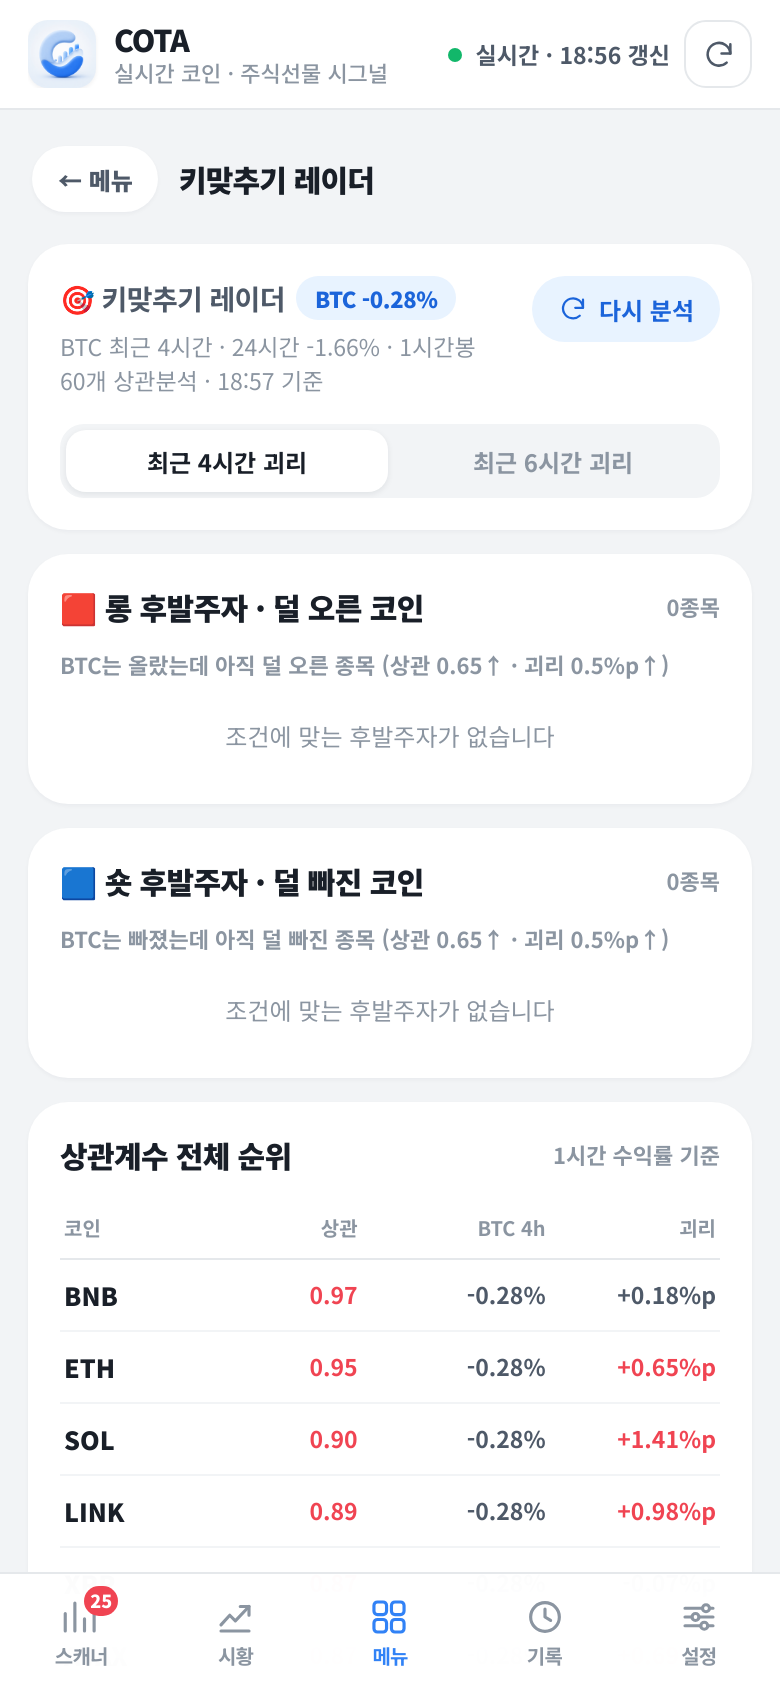 COTA
실시간 코인 · 주식선물 시그널
실시간 · 18:56 갱신
← 메뉴
키맞추기 레이더
키맞추기 레이더
BTC -0.28%
다시 분석
BTC 최근 4시간 · 24시간 -1.66% · 1시간봉
60개 상관분석 · 18:57 기준
최근 4시간 괴리
최근 6시간 괴리
롱 후발주자 · 덜 오른 코인
0종목
BTC는 올랐는데 아직 덜 오른 종목 (상관 0.65↑ · 괴리 0.5%p↑)
조건에 맞는 후발주자가 없습니다
숏 후발주자 · 덜 빠진 코인
0종목
BTC는 빠졌는데 아직 덜 빠진 종목 (상관 0.65↑ · 괴리 0.5%p↑)
조건에 맞는 후발주자가 없습니다
상관계수 전체 순위
1시간 수익률 기준
코인 상관 BTC 4h 괴리
BNB 0.97 -0.28% +0.18%p
ETH 0.95 -0.28% +0.65%p
SOL 0.90 -0.28% +1.41%p
LINK 0.89 -0.28% +0.98%p
25
스캐너
시황
메뉴
기록
설정